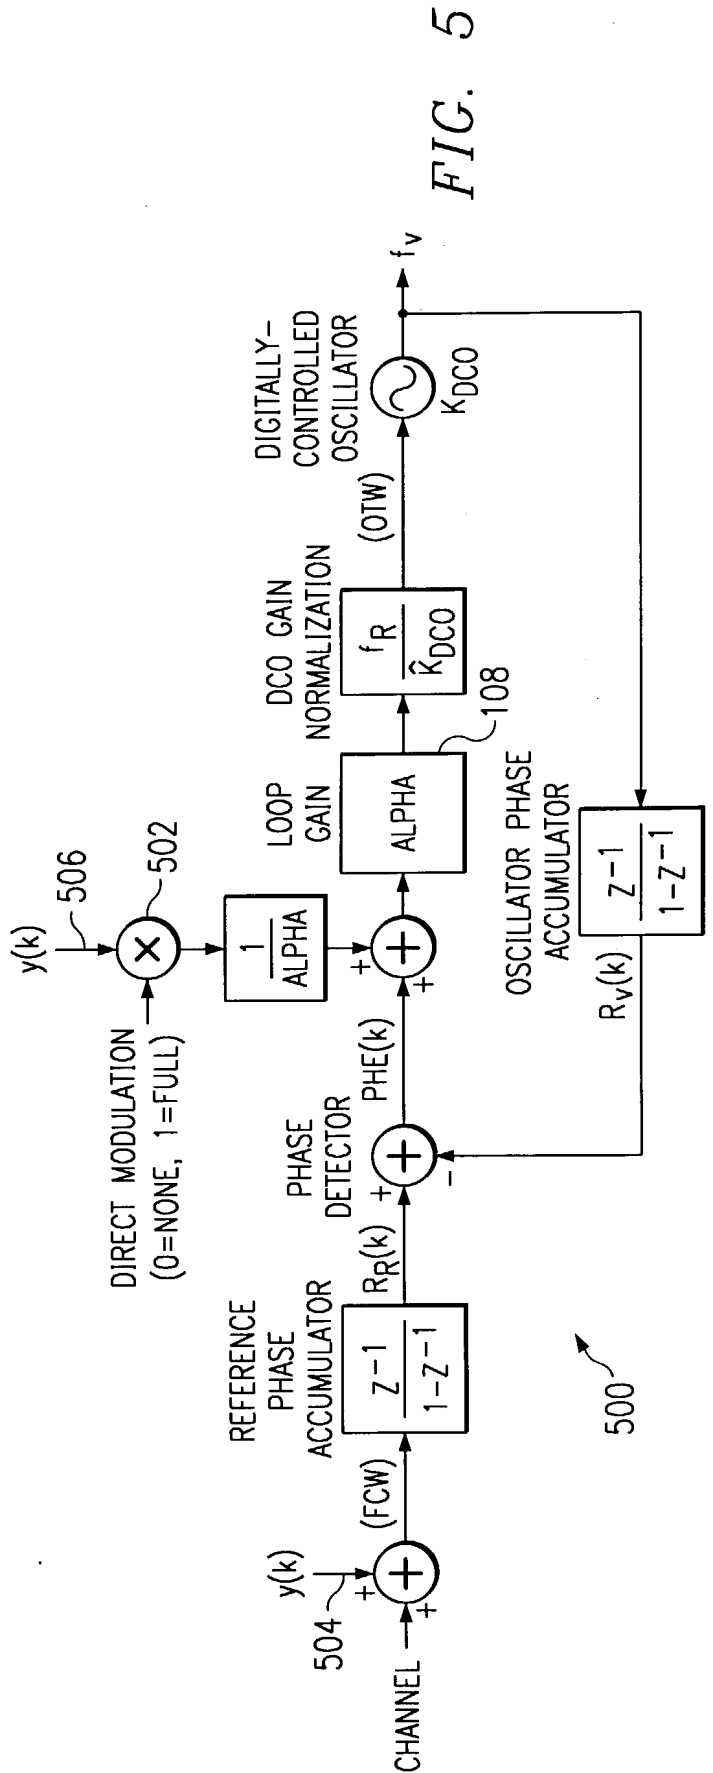 y(k)
506
DIRECT MODULATION
(0=NONE, 1=FULL)
×
502
1
ALPHA
y(k)
504
+
+
+
CHANNEL
(FCW)
REFERENCE
PHASE
ACCUMULATOR
Z⁻¹
1−Z⁻¹
R_R(k)
PHASE
DETECTOR
+
+
−
PHE(k)
+
+
+
LOOP
GAIN
ALPHA
108
DCO GAIN
NORMALIZATION
f_R
K̂_DCO
(OTW)
DIGITALLY−
CONTROLLED
OSCILLATOR
K_DCO
f_v
OSCILLATOR PHASE
ACCUMULATOR
Z⁻¹
1−Z⁻¹
R_v(k)
500
FIG. 5